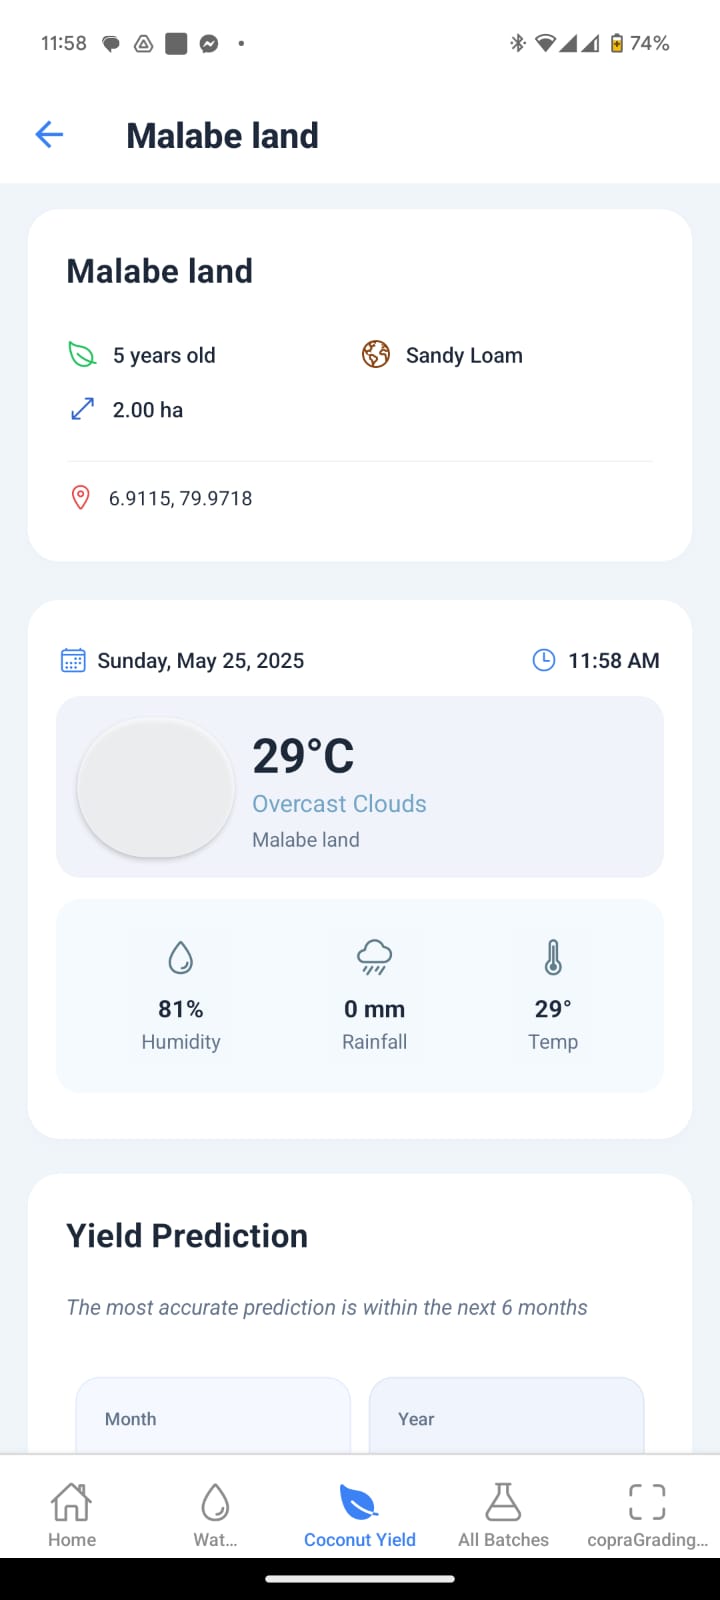 11:58 74%
Malabe land
Malabe land
5 years old Sandy Loam
2.00 ha
6.9115, 79.9718
Sunday, May 25, 2025 11:58 AM
29°C
Overcast Clouds
Malabe land
81% 0 mm 29°
Humidity Rainfall Temp
Yield Prediction
The most accurate prediction is within the next 6 months
Month Year
Home Wat... Coconut Yield All Batches copraGrading...